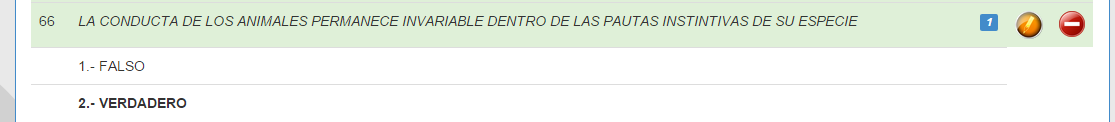 66 LA CONDUCTA DE LOS ANIMALES PERMANECE INVARIABLE DENTRO DE LAS PAUTAS INSTINTIVAS DE SU ESPECIE 1
1.- FALSO
2.- VERDADERO